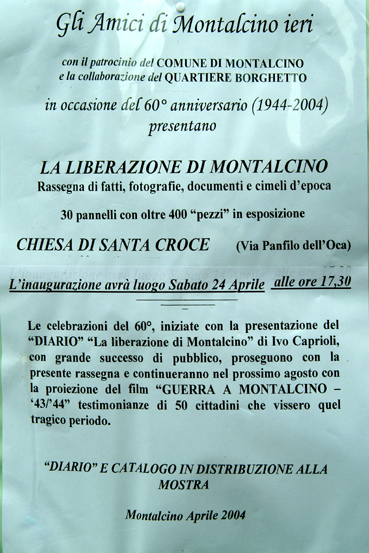 Gli Amici di Montalcino ieri
con il patrocinio del COMUNE DI MONTALCINO
e la collaborazione del QUARTIERE BORGHETTO
in occasione del 60° anniversario (1944-2004)
presentano
LA LIBERAZIONE DI MONTALCINO
Rassegna di fatti, fotografie, documenti e cimeli d’epoca
30 pannelli con oltre 400 “pezzi” in esposizione
CHIESA DI SANTA CROCE (Via Panfilo dell’Oca)
L’inaugurazione avrà luogo Sabato 24 Aprile alle ore 17,30
Le celebrazioni del 60°, iniziate con la presentazione del
“DIARIO” “La liberazione di Montalcino” di Ivo Caprioli,
con grande successo di pubblico, proseguono con la
presente rassegna e continueranno nel prossimo agosto con
la proiezione del film “GUERRA A MONTALCINO –
‘43/’44” testimonianze di 50 cittadini che vissero quel
tragico periodo.
“DIARIO” E CATALOGO IN DISTRIBUZIONE ALLA
MOSTRA
Montalcino Aprile 2004